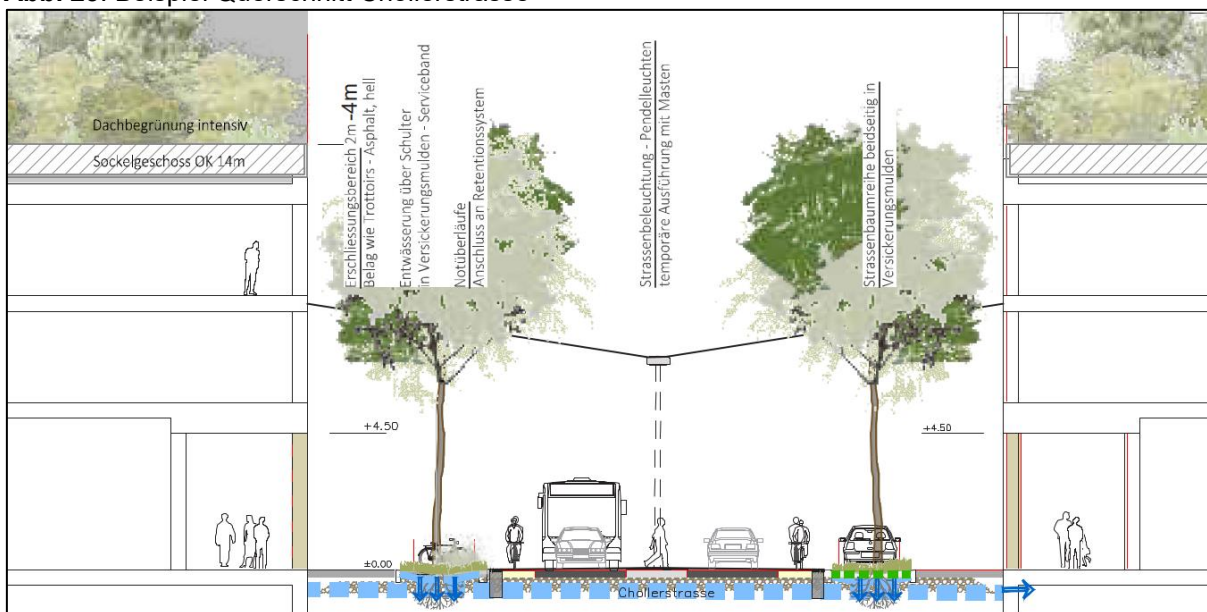 Dachbegrünung intensiv
Sockelgeschoss OK 14m
Erschliessungsbereich 2m-4m
Belag wie Trottoirs - Asphalt, hell
Entwässerung über Schulter
in Versickerungsmulden - Serviceband
Notüberläufe
Anschluss an Retentionssystem
Strassenbeleuchtung - Pendelleuchten
temporäre Ausführung mit Masten
Strassenbaumreihe beidseitig in
Versickerungsmulden
+4.50
+4.50
±0.00
Chollerstrasse